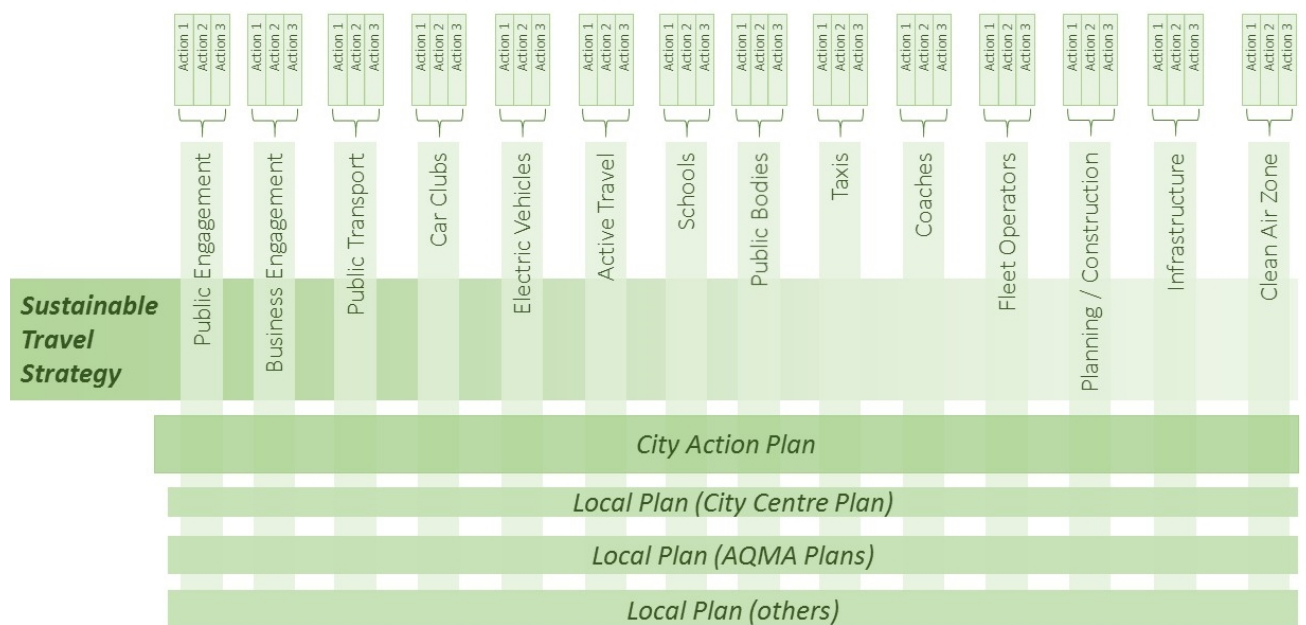 Action 1
Action 2
Action 3
Action 1
Action 2
Action 3
Action 1
Action 2
Action 3
Action 1
Action 2
Action 3
Action 1
Action 2
Action 3
Action 1
Action 2
Action 3
Action 1
Action 2
Action 3
Action 1
Action 2
Action 3
Action 1
Action 2
Action 3
Action 1
Action 2
Action 3
Action 1
Action 2
Action 3
Action 1
Action 2
Action 3
Action 1
Action 2
Action 3
Action 1
Action 2
Action 3
Public Engagement
Business Engagement
Public Transport
Car Clubs
Electric Vehicles
Active Travel
Schools
Public Bodies
Taxis
Coaches
Fleet Operators
Planning / Construction
Infrastructure
Clean Air Zone
Sustainable
Travel
Strategy
City Action Plan
Local Plan (City Centre Plan)
Local Plan (AQMA Plans)
Local Plan (others)